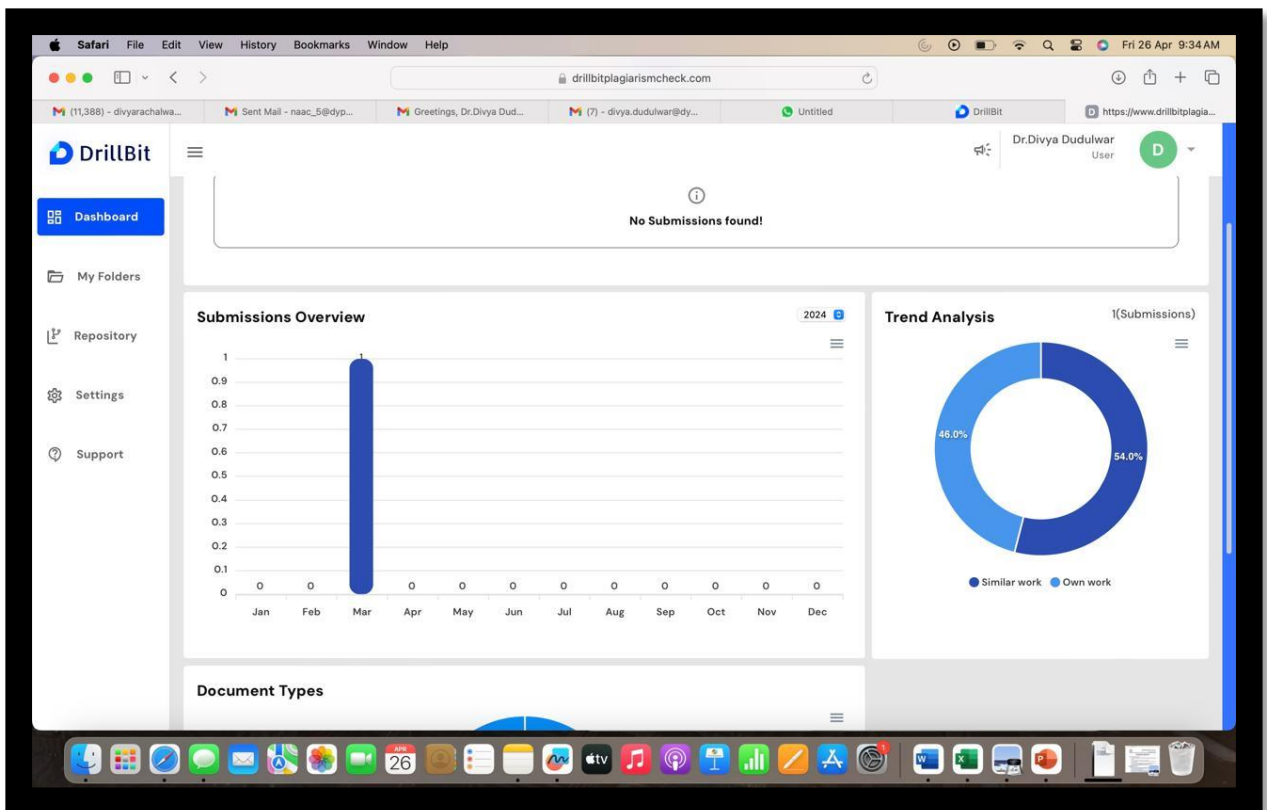 Safari File Edit View History Bookmarks Window Help Fri 26 Apr 9:34 AM
drillbitplagiarismcheck.com
(11,388) - divyarachalwa... Sent Mail - naac_5@dyp... Greetings, Dr.Divya Dud... (7) - divya.dudulwar@dy... Untitled DrillBit https://www.drillbitplagia...
DrillBit
Dr.Divya Dudulwar
User
D
Dashboard
My Folders
Repository
Settings
Support
No Submissions found!
Submissions Overview
2024
1
0.9
0.8
0.7
0.6
0.5
0.4
0.3
0.2
0.1
0
1
0 0 0 0 0 0 0 0 0 0 0
Jan Feb Mar Apr May Jun Jul Aug Sep Oct Nov Dec
Trend Analysis
1(Submissions)
46.0%
54.0%
Similar work Own work
Document Types
APR
26
tv
1